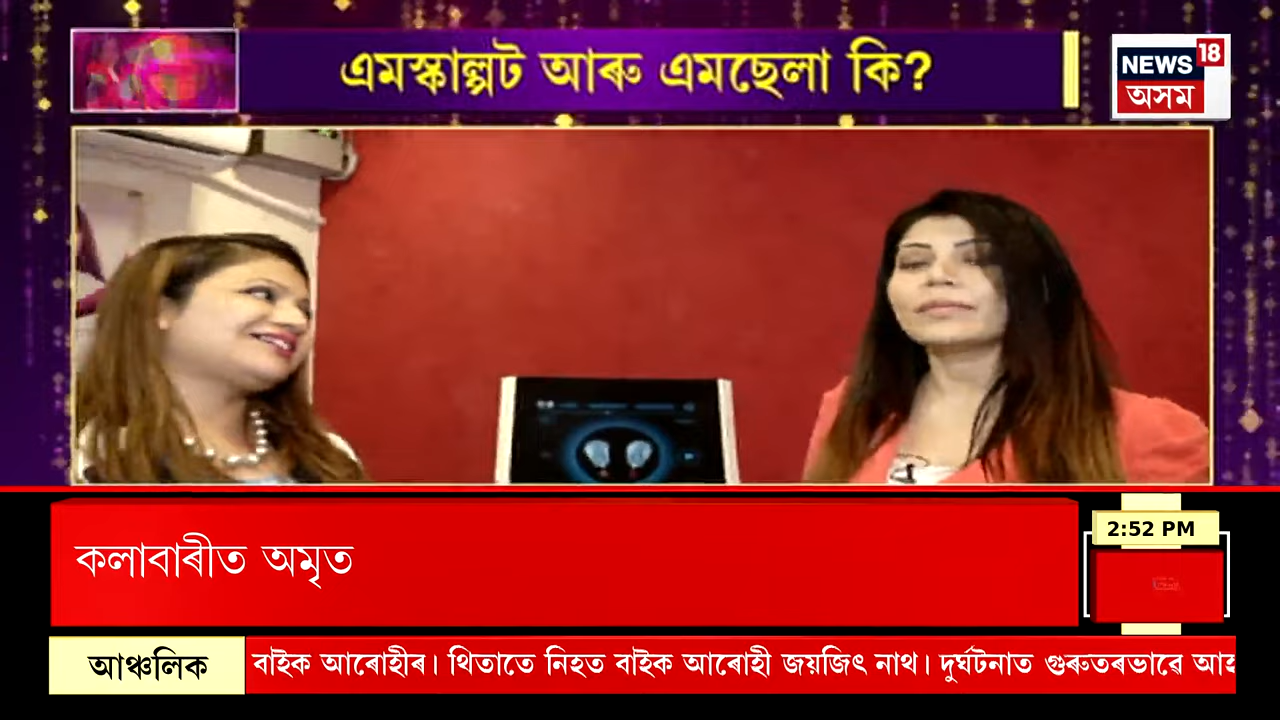 এমস্কাল্পট আৰু এমছেলা কি?
NEWS 18
অসম
কলাবাৰীত অমৃত
2:52 PM
আঞ্চলিক
বাইক আৰোহীৰ। থিতাতে নিহত বাইক আৰোহী জয়জিৎ নাথ। দুৰ্ঘটনাত গুৰুতৰভাৱে